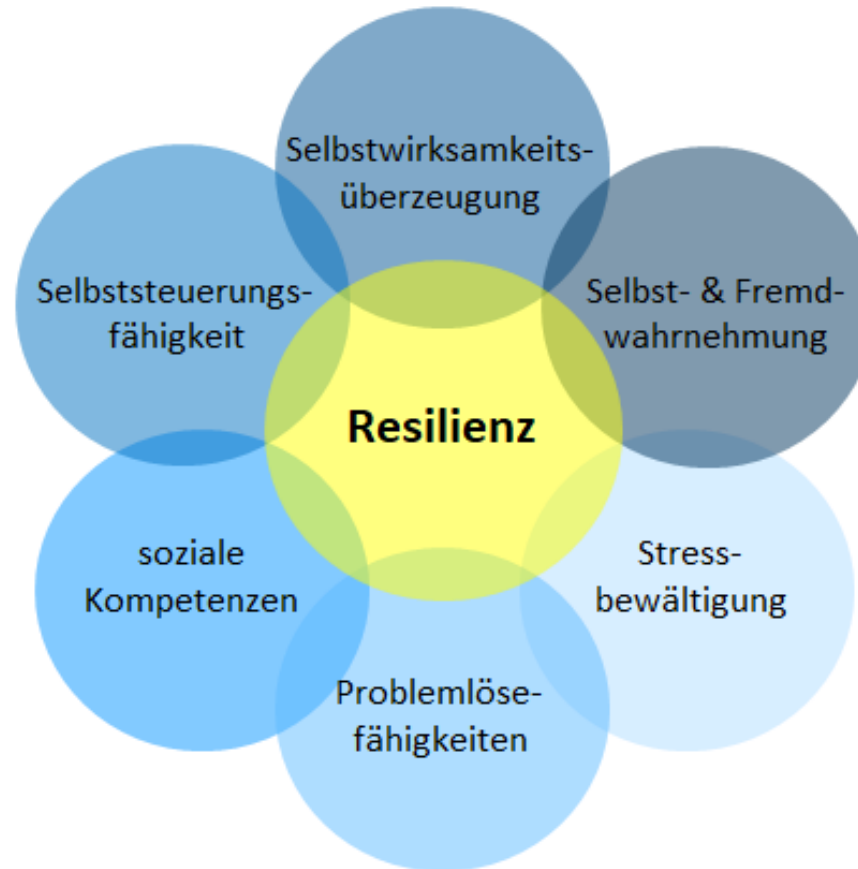 Selbstwirksamkeits-
überzeugung
Selbst- & Fremd-
wahrnehmung
Selbststeuerungs-
fähigkeit
Resilienz
soziale
Kompetenzen
Stress-
bewältigung
Problemlöse-
fähigkeiten